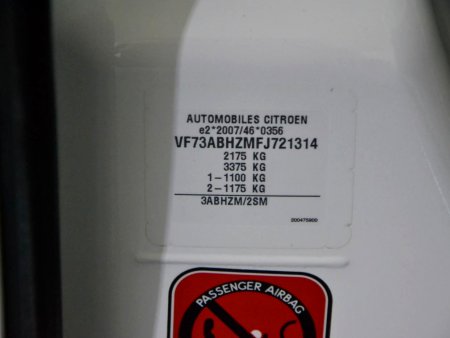 AUTOMOBILES CITROEN
e2*2007/46*0356
VF73ABHZMFJ721314
2175 KG
3375 KG
1-1100 KG
2-1175 KG
3ABHZM/2SM
200475900
PASSENGER AIRBAG